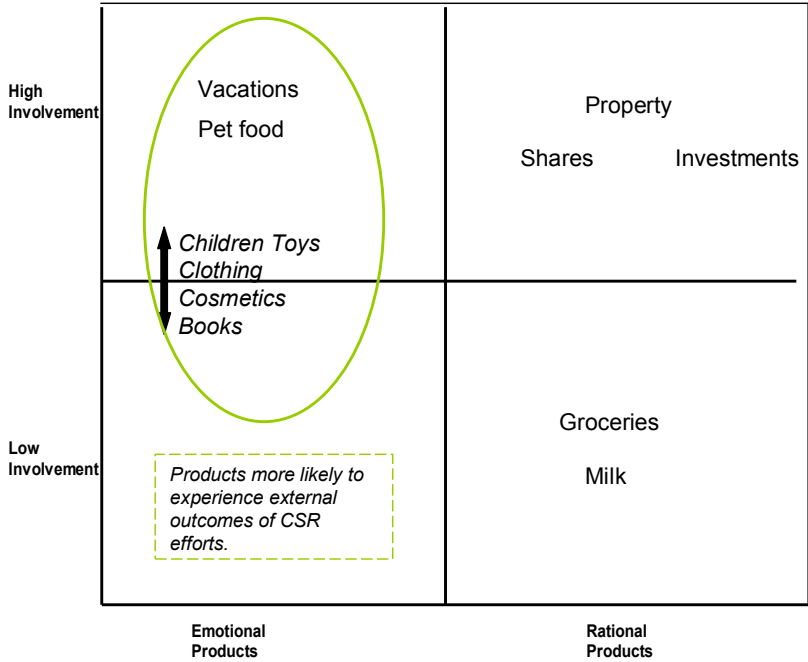 High
Involvement
Vacations
Pet food
Property
Shares
Investments
Children Toys
Clothing
Cosmetics
Books
Low
Involvement
Groceries
Milk
Products more likely to
experience external
outcomes of CSR
efforts.
Emotional
Products
Rational
Products